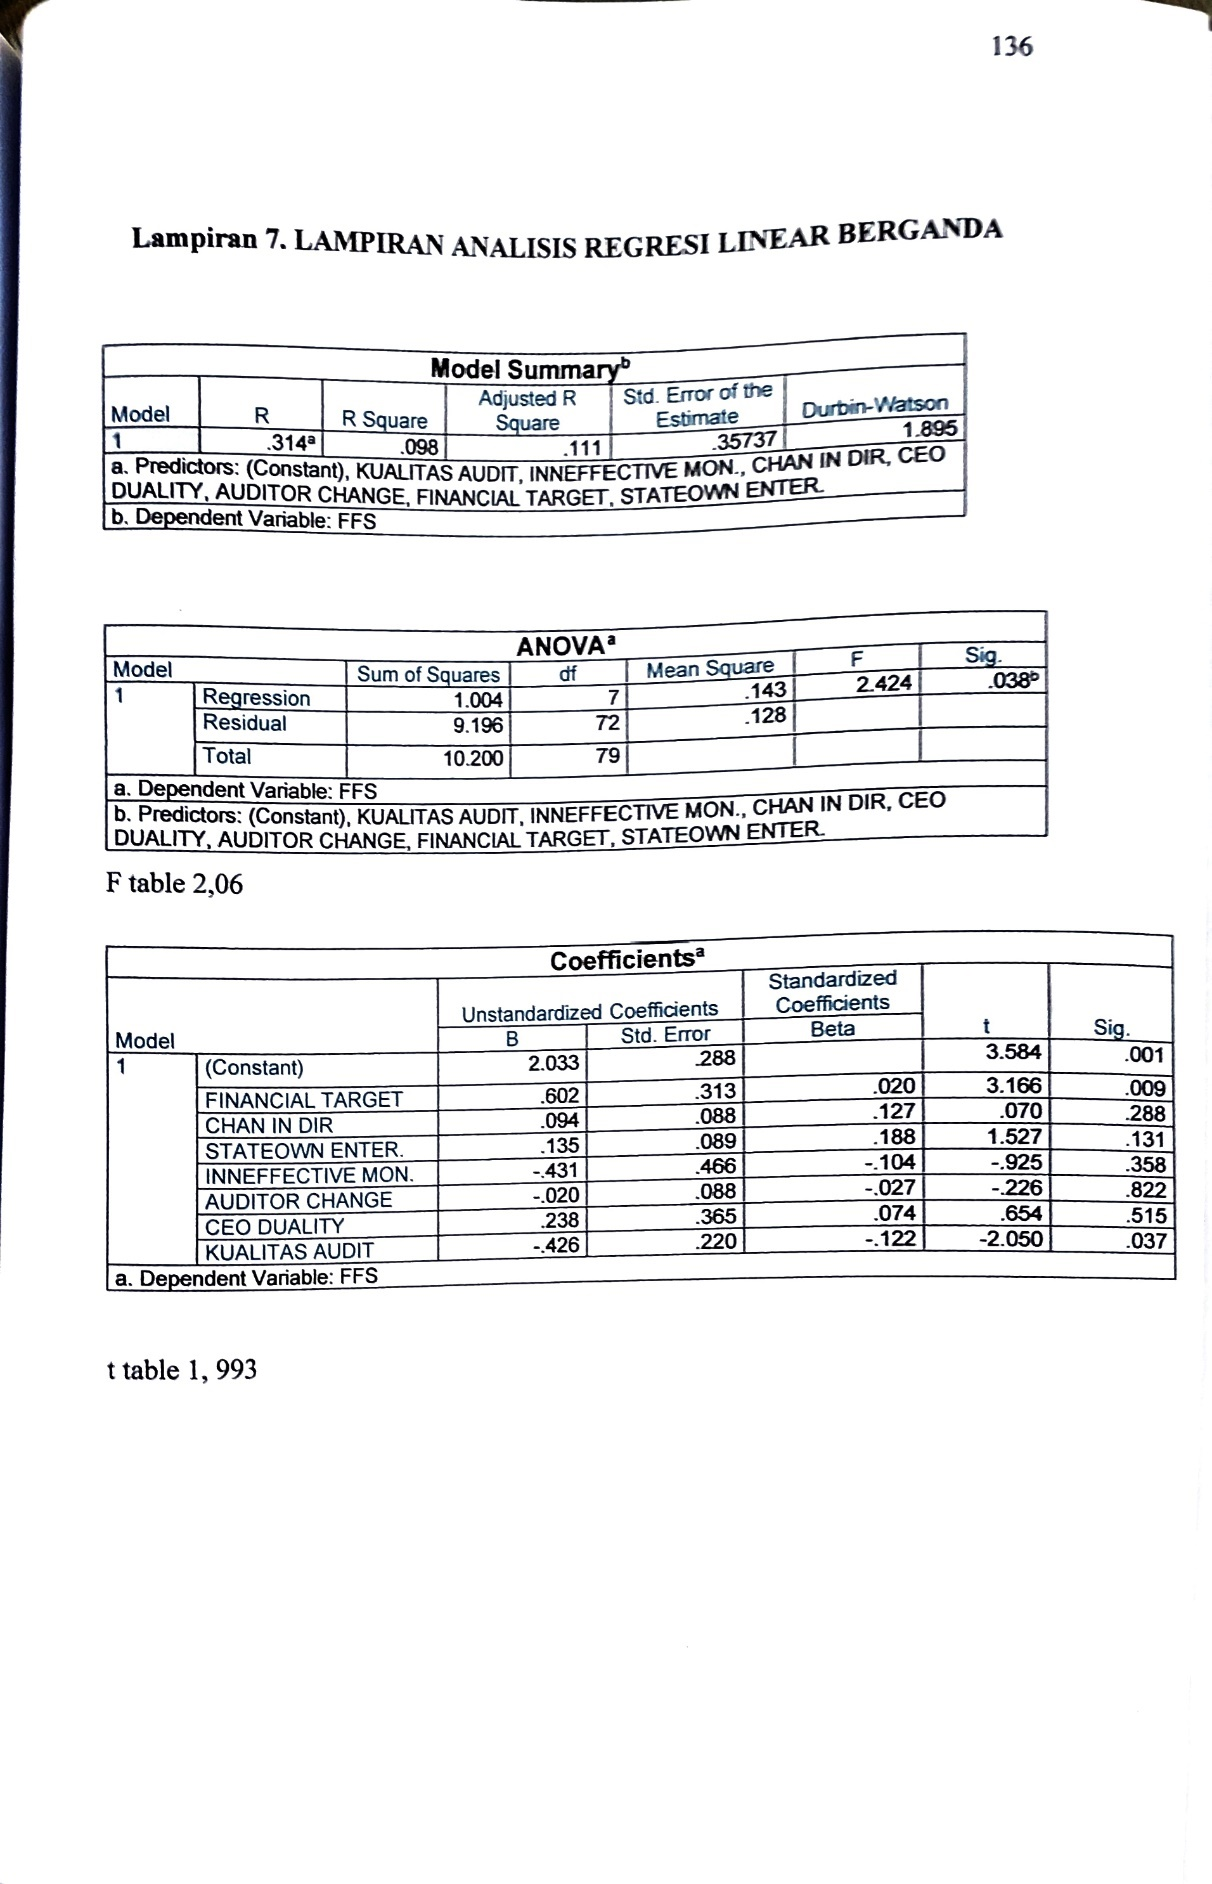 136
Lampiran 7. LAMPIRAN ANALISIS REGRESI LINEAR BERGANDA
Model Summaryᵇ
Model R R Square Adjusted R Square Std. Error of the Estimate Durbin-Watson
1 .314ᵃ .098 .111 .35737 1.895
a. Predictors: (Constant), KUALITAS AUDIT, INNEFFECTIVE MON., CHAN IN DIR, CEO
DUALITY, AUDITOR CHANGE, FINANCIAL TARGET, STATEOWN ENTER.
b. Dependent Variable: FFS
ANOVAᵃ
Model Sum of Squares df Mean Square F Sig.
1 Regression 1.004 7 .143 2.424 .038ᵇ
Residual 9.196 72 .128
Total 10.200 79
a. Dependent Variable: FFS
b. Predictors: (Constant), KUALITAS AUDIT, INNEFFECTIVE MON., CHAN IN DIR, CEO
DUALITY, AUDITOR CHANGE, FINANCIAL TARGET, STATEOWN ENTER.
F table 2,06
Coefficientsᵃ
Model Unstandardized Coefficients Standardized Coefficients t Sig.
B Std. Error Beta
1 (Constant) 2.033 .288 3.584 .001
FINANCIAL TARGET .602 .313 .020 3.166 .009
CHAN IN DIR .094 .088 .127 .070 .288
STATEOWN ENTER. .135 .089 .188 1.527 .131
INNEFFECTIVE MON. -.431 .466 -.104 -.925 .358
AUDITOR CHANGE -.020 .088 -.027 -.226 .822
CEO DUALITY .238 .365 .074 .654 .515
KUALITAS AUDIT -.426 .220 -.122 -2.050 .037
a. Dependent Variable: FFS
t table 1, 993